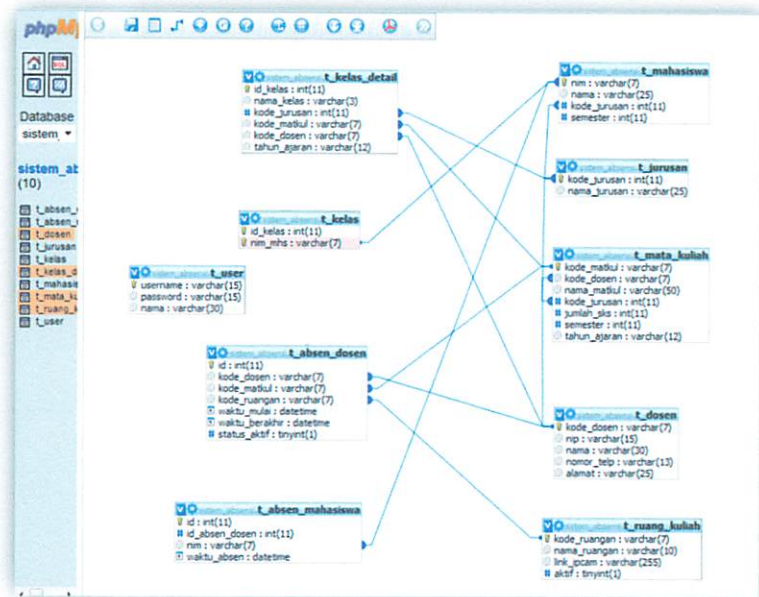 phpMy
Database
sistem_
sistem_ab
(10)
t_absen_
t_absen_
t_dosen
t_jurusan
t_kelas
t_kelas_d
t_mahasis
t_mata_ku
t_ruang_k
t_user
t_kelas_detail
id_kelas : int(11)
nama_kelas : varchar(3)
kode_jurusan : int(11)
kode_matkul : varchar(7)
kode_dosen : varchar(7)
tahun_ajaran : varchar(12)
t_kelas
id_kelas : int(11)
nim_mhs : varchar(7)
t_user
username : varchar(15)
password : varchar(15)
nama : varchar(30)
t_absen_dosen
id : int(11)
kode_dosen : varchar(7)
kode_matkul : varchar(7)
kode_ruangan : varchar(7)
waktu_mulai : datetime
waktu_berakhr : datetime
status_aktif : tinyint(1)
t_absen_mahasiswa
id : int(11)
id_absen_dosen : int(11)
nim : varchar(7)
waktu_absen : datetime
t_mahasiswa
nim : varchar(7)
nama : varchar(25)
kode_jurusan : int(11)
semester : int(11)
t_jurusan
kode_jurusan : int(11)
nama_jurusan : varchar(25)
t_mata_kuliah
kode_matkul : varchar(7)
kode_dosen : varchar(7)
nama_matkul : varchar(50)
kode_jurusan : int(11)
jumlah_sks : int(11)
semester : int(11)
tahun_ajaran : varchar(12)
t_dosen
kode_dosen : varchar(7)
nip : varchar(15)
nama : varchar(30)
nomor_telp : varchar(13)
alamat : varchar(25)
t_ruang_kuliah
kode_ruangan : varchar(7)
nama_ruangan : varchar(10)
link_ipcam : varchar(255)
aktif : tinyint(1)